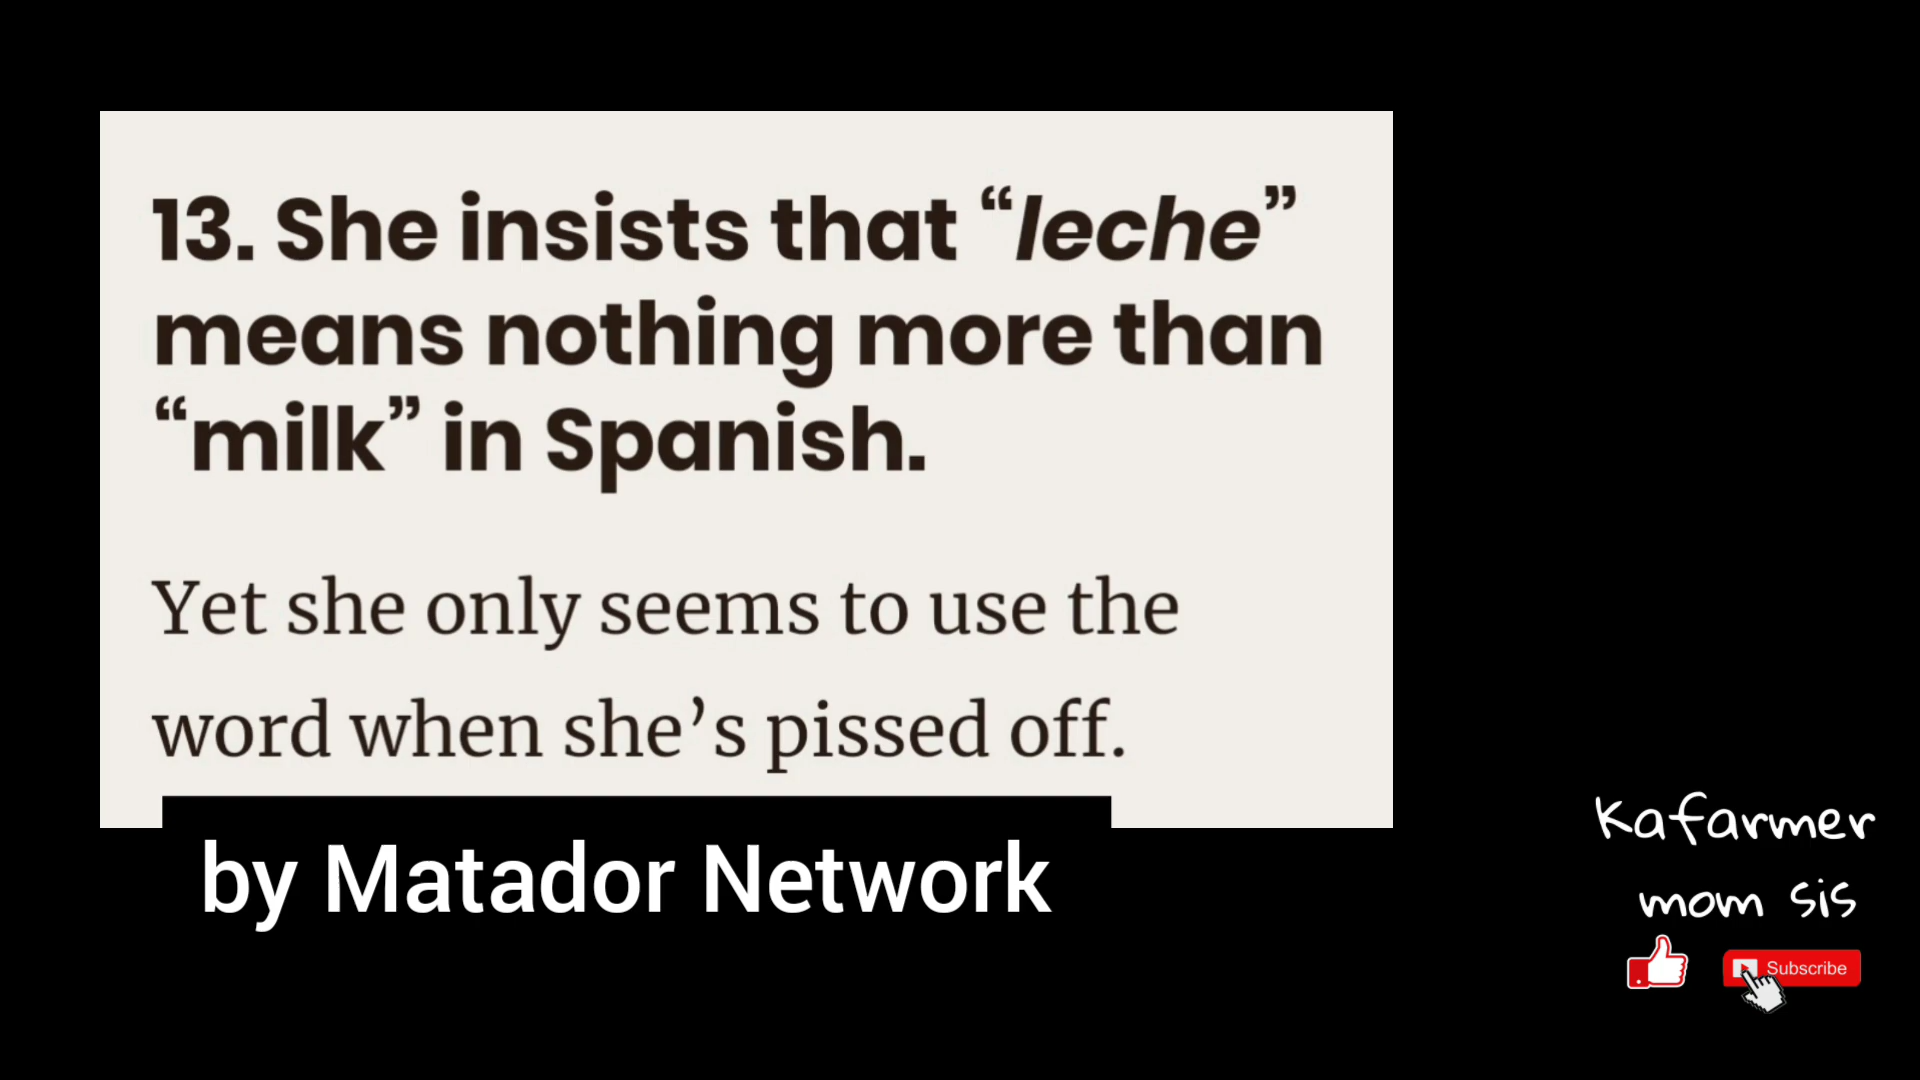 13. She insists that “leche”
means nothing more than
“milk” in Spanish.
Yet she only seems to use the
word when she’s pissed off.
by Matador Network
Kafarmer
mom sis
Subscribe